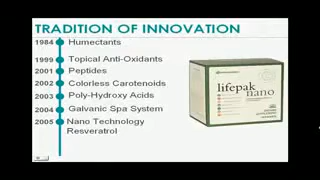 TRADITION OF INNOVATION
1984 Humectants
1999 Topical Anti-Oxidants
2001 Peptides
2002 Colorless Carotenoids
2003 Poly-Hydroxy Acids
2004 Galvanic Spa System
2005 Nano Technology
Resveratrol
lifepak
nano